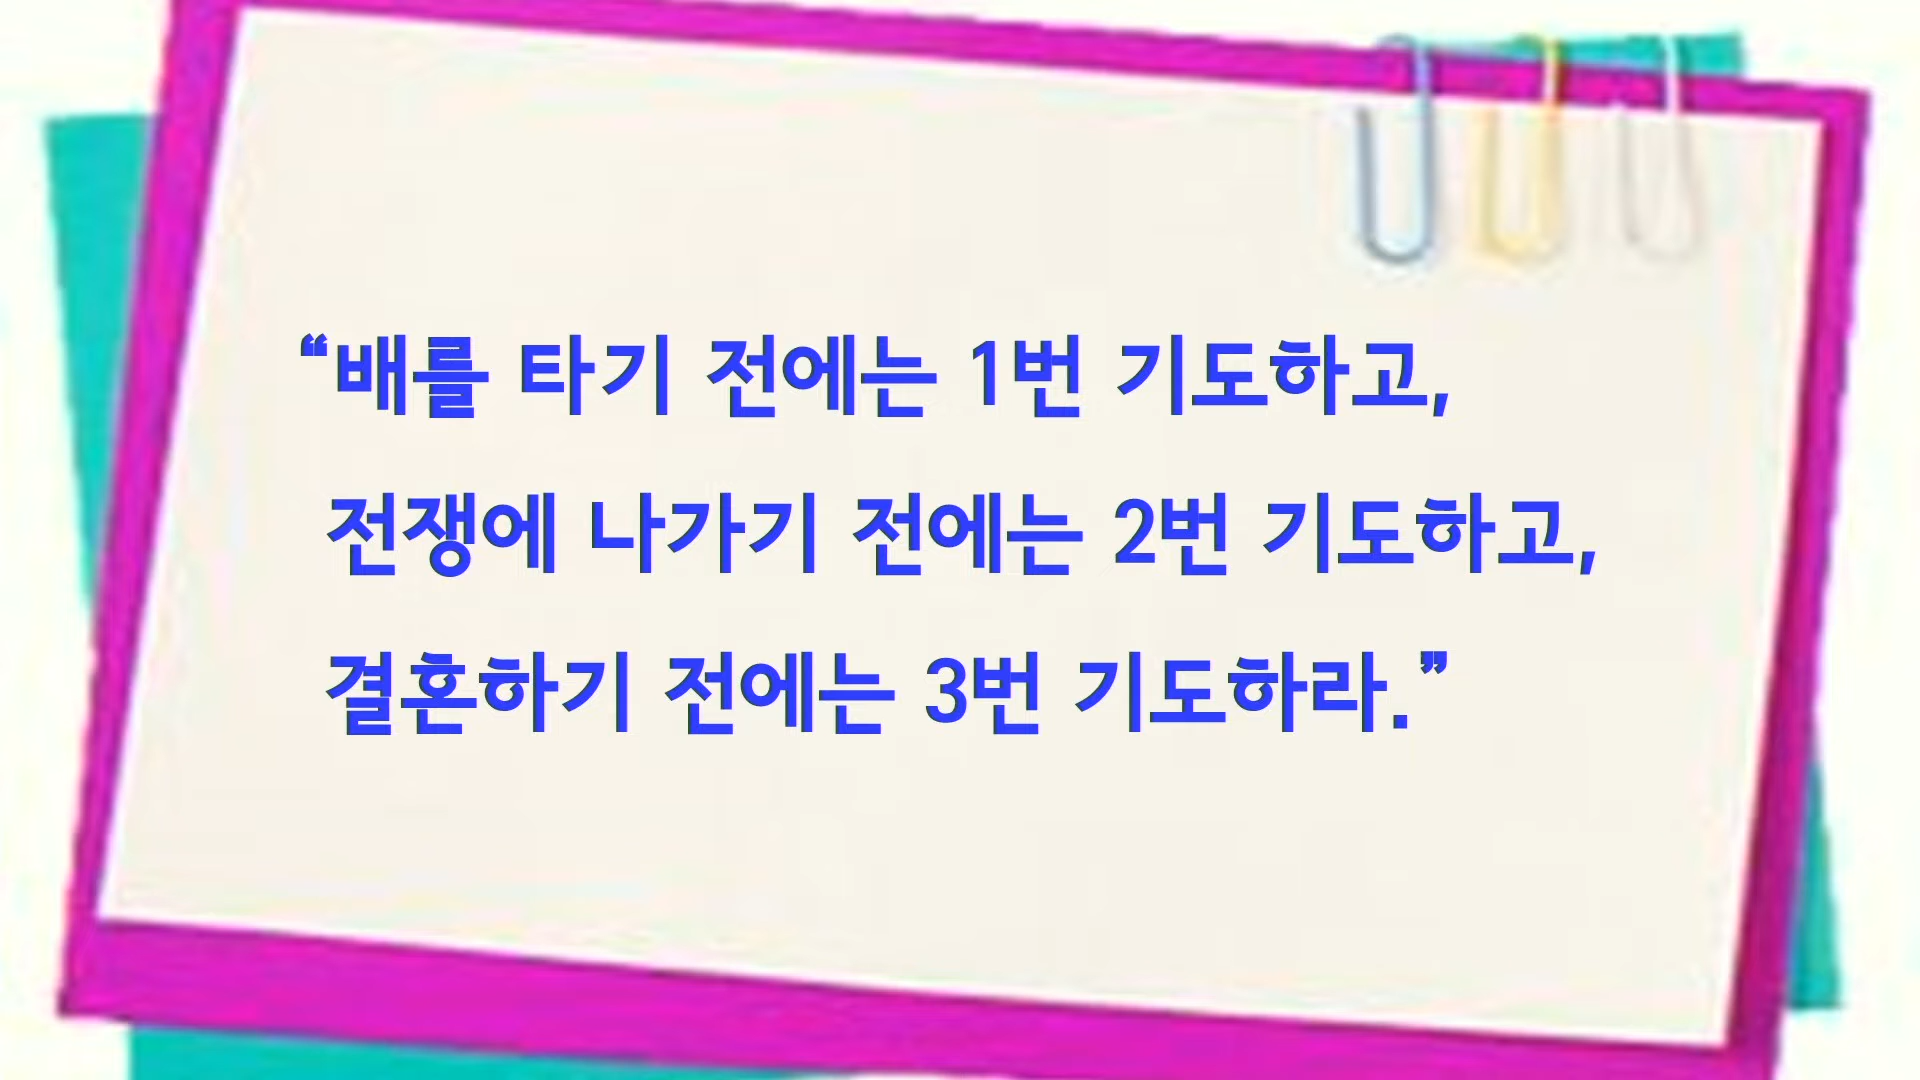 “배를 타기 전에는 1번 기도하고,
전쟁에 나가기 전에는 2번 기도하고,
결혼하기 전에는 3번 기도하라.”